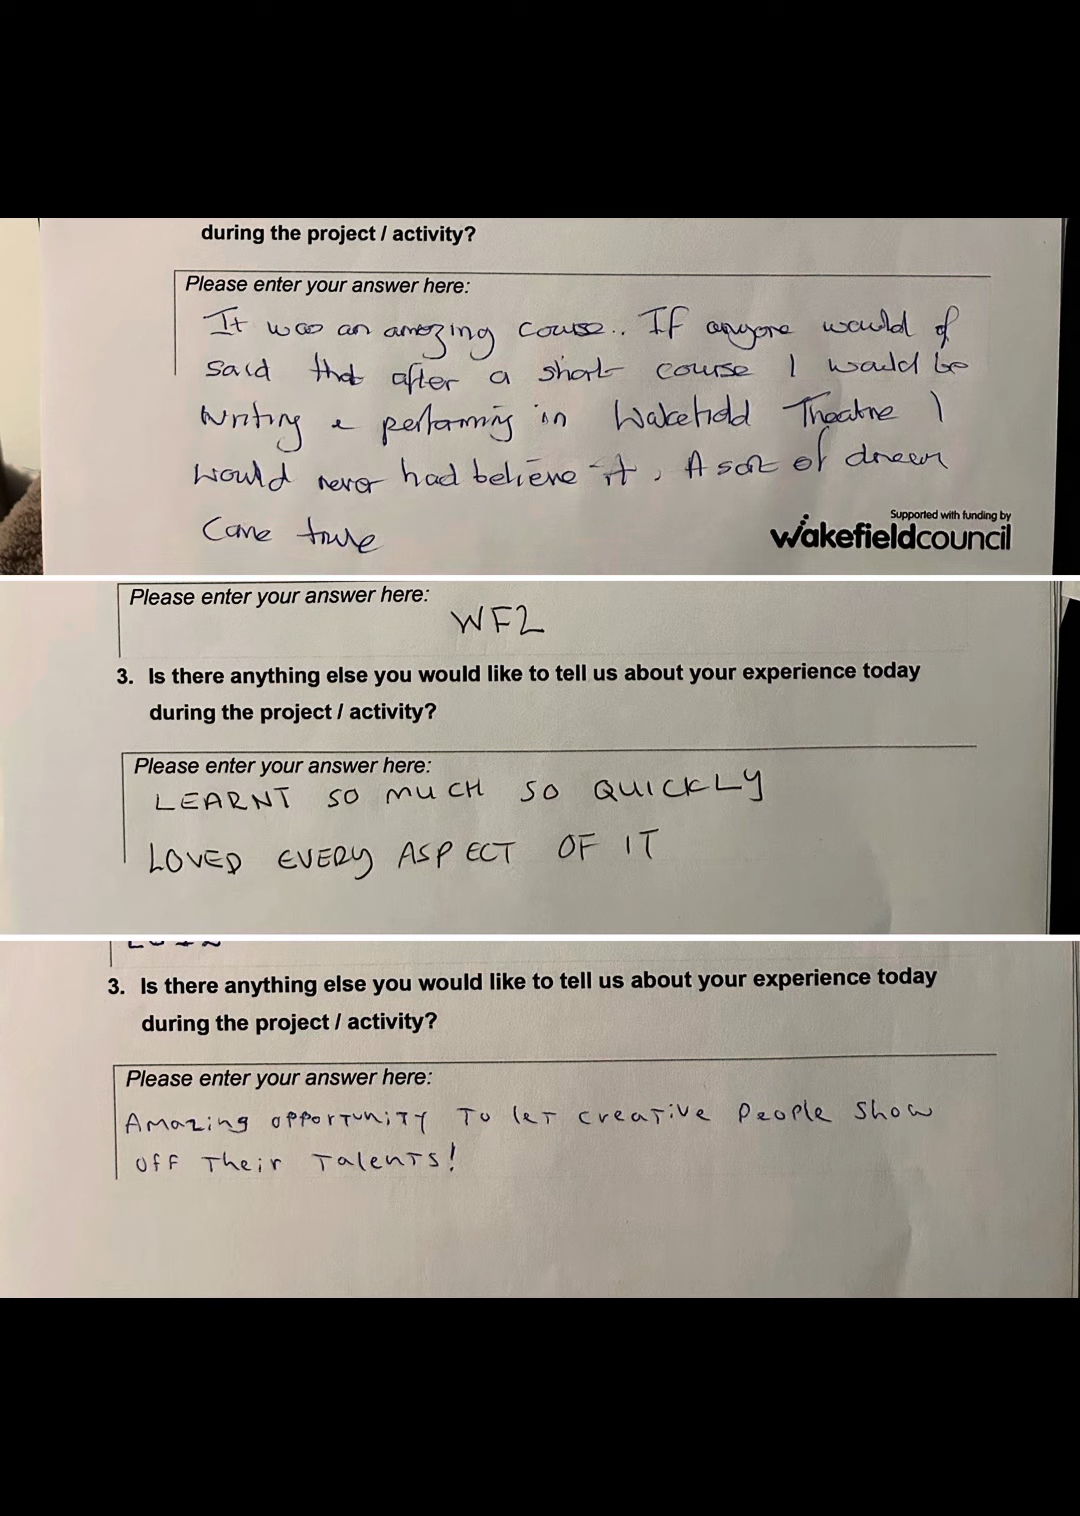 during the project / activity?
Please enter your answer here:
It was an amazing course.. If anyone would of
said that after a short course I would be
writing & performing in Wakefield Theatre I
would never had believe it. A sort of dream
come true
Supported with funding by
wakefieldcouncil
Please enter your answer here:
WF2
3. Is there anything else you would like to tell us about your experience today
during the project / activity?
Please enter your answer here:
LEARNT SO MUCH SO QUICKLY
LOVED EVERY ASPECT OF IT
3. Is there anything else you would like to tell us about your experience today
during the project / activity?
Please enter your answer here:
Amazing opportunity to let creative people show
off their talents!